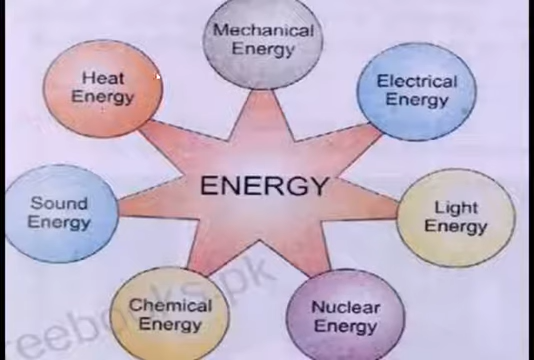 Mechanical
Energy
Heat
Energy
Electrical
Energy
ENERGY
Sound
Energy
Light
Energy
Chemical
Energy
Nuclear
Energy